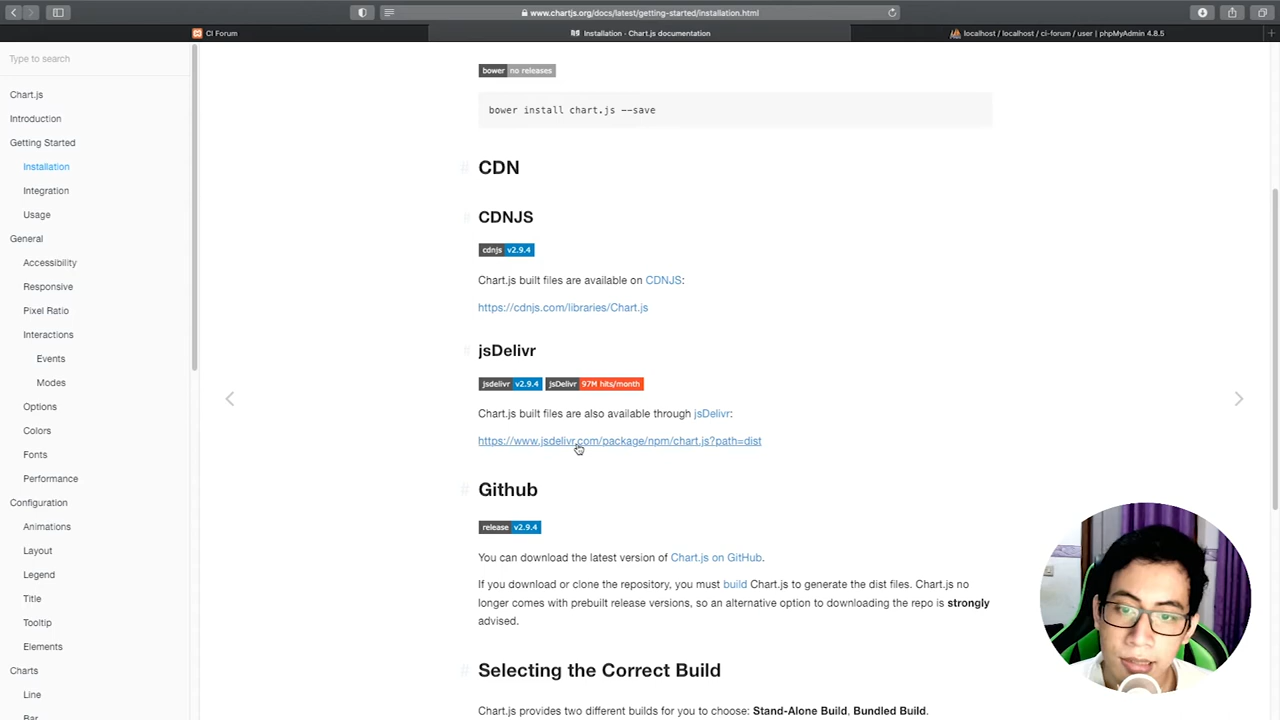 www.chartjs.org/docs/latest/getting-started/installation.html
CI Forum
Installation · Chart.js documentation
localhost / localhost / ci-forum / user | phpMyAdmin 4.8.5
Type to search
Chart.js
Introduction
Getting Started
Installation
Integration
Usage
General
Accessibility
Responsive
Pixel Ratio
Interactions
Events
Modes
Options
Colors
Fonts
Performance
Configuration
Animations
Layout
Legend
Title
Tooltip
Elements
Charts
Line
Bar
bower no releases
bower install chart.js --save
# CDN
# CDNJS
cdnjs v2.9.4
Chart.js built files are available on CDNJS:
https://cdnjs.com/libraries/Chart.js
# jsDelivr
jsdelivr v2.9.4 jsDelivr 97M hits/month
Chart.js built files are also available through jsDelivr:
https://www.jsdelivr.com/package/npm/chart.js?path=dist
# Github
release v2.9.4
You can download the latest version of Chart.js on GitHub.
If you download or clone the repository, you must build Chart.js to generate the dist files. Chart.js no
longer comes with prebuilt release versions, so an alternative option to downloading the repo is strongly
advised.
# Selecting the Correct Build
Chart.js provides two different builds for you to choose: Stand-Alone Build, Bundled Build.